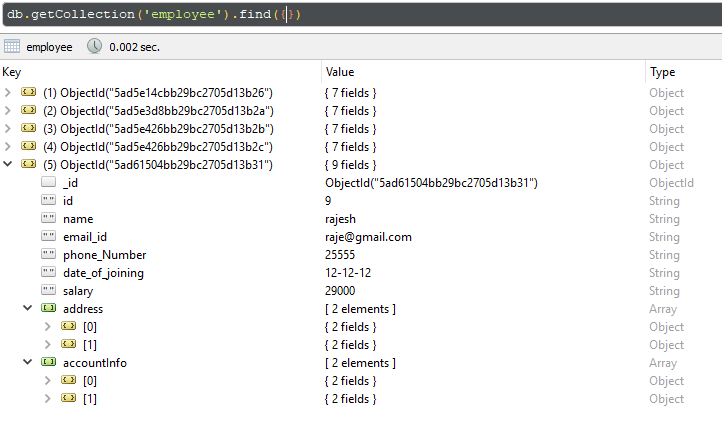 db.getCollection('employee').find({})
employee 0.002 sec.
Key Value Type
(1) ObjectId("5ad5e14cbb29bc2705d13b26") { 7 fields } Object
(2) ObjectId("5ad5e3d8bb29bc2705d13b2a") { 7 fields } Object
(3) ObjectId("5ad5e426bb29bc2705d13b2b") { 7 fields } Object
(4) ObjectId("5ad5e426bb29bc2705d13b2c") { 7 fields } Object
(5) ObjectId("5ad61504bb29bc2705d13b31") { 9 fields } Object
_id ObjectId("5ad61504bb29bc2705d13b31") ObjectId
"" id 9 String
"" name rajesh String
"" email_id raje@gmail.com String
"" phone_Number 25555 String
"" date_of_joining 12-12-12 String
"" salary 29000 String
address [ 2 elements ] Array
[0] { 2 fields } Object
[1] { 2 fields } Object
accountInfo [ 2 elements ] Array
[0] { 2 fields } Object
[1] { 2 fields } Object